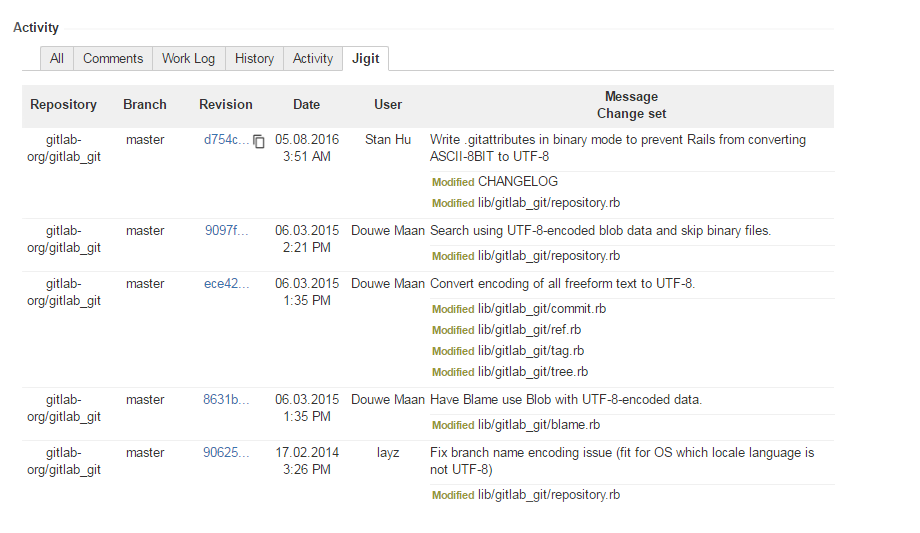 Activity
All Comments Work Log History Activity Jigit
Repository Branch Revision Date User Message
Change set
gitlab- master d754c... 05.08.2016 Stan Hu Write .gitattributes in binary mode to prevent Rails from converting
org/gitlab_git 3:51 AM ASCII-8BIT to UTF-8
Modified CHANGELOG
Modified lib/gitlab_git/repository.rb
gitlab- master 9097f... 06.03.2015 Douwe Maan Search using UTF-8-encoded blob data and skip binary files.
org/gitlab_git 2:21 PM
Modified lib/gitlab_git/repository.rb
gitlab- master ece42... 06.03.2015 Douwe Maan Convert encoding of all freeform text to UTF-8.
org/gitlab_git 1:35 PM
Modified lib/gitlab_git/commit.rb
Modified lib/gitlab_git/ref.rb
Modified lib/gitlab_git/tag.rb
Modified lib/gitlab_git/tree.rb
gitlab- master 8631b... 06.03.2015 Douwe Maan Have Blame use Blob with UTF-8-encoded data.
org/gitlab_git 1:35 PM
Modified lib/gitlab_git/blame.rb
gitlab- master 90625... 17.02.2014 layz Fix branch name encoding issue (fit for OS which locale language is
org/gitlab_git 3:26 PM not UTF-8)
Modified lib/gitlab_git/repository.rb